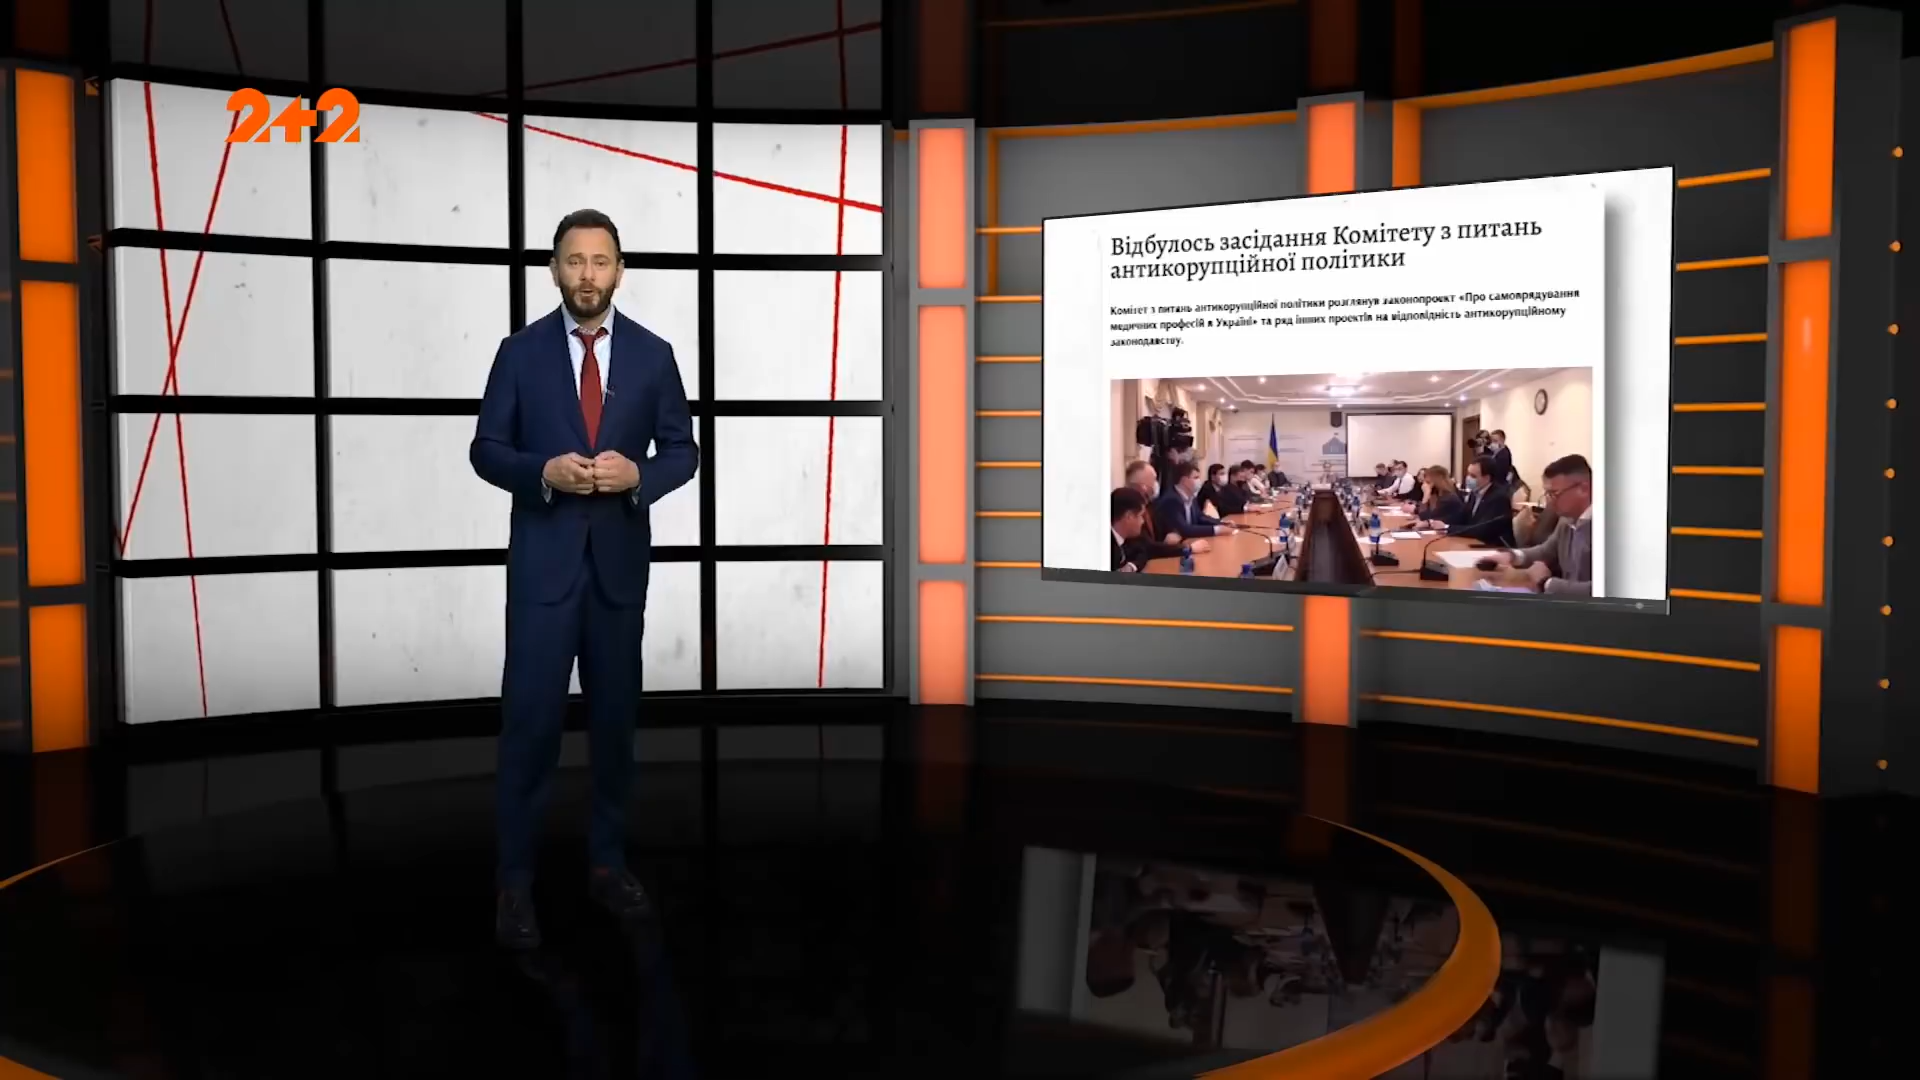 2+2
Відбулось засідання Комітету з питань
антикорупційної політики
Комітет з питань антикорупційної політики розглянув законопроект «Про самоврядування
медичних професій в Україні» та ряд інших проектів на відповідність антикорупційному
законодавству.